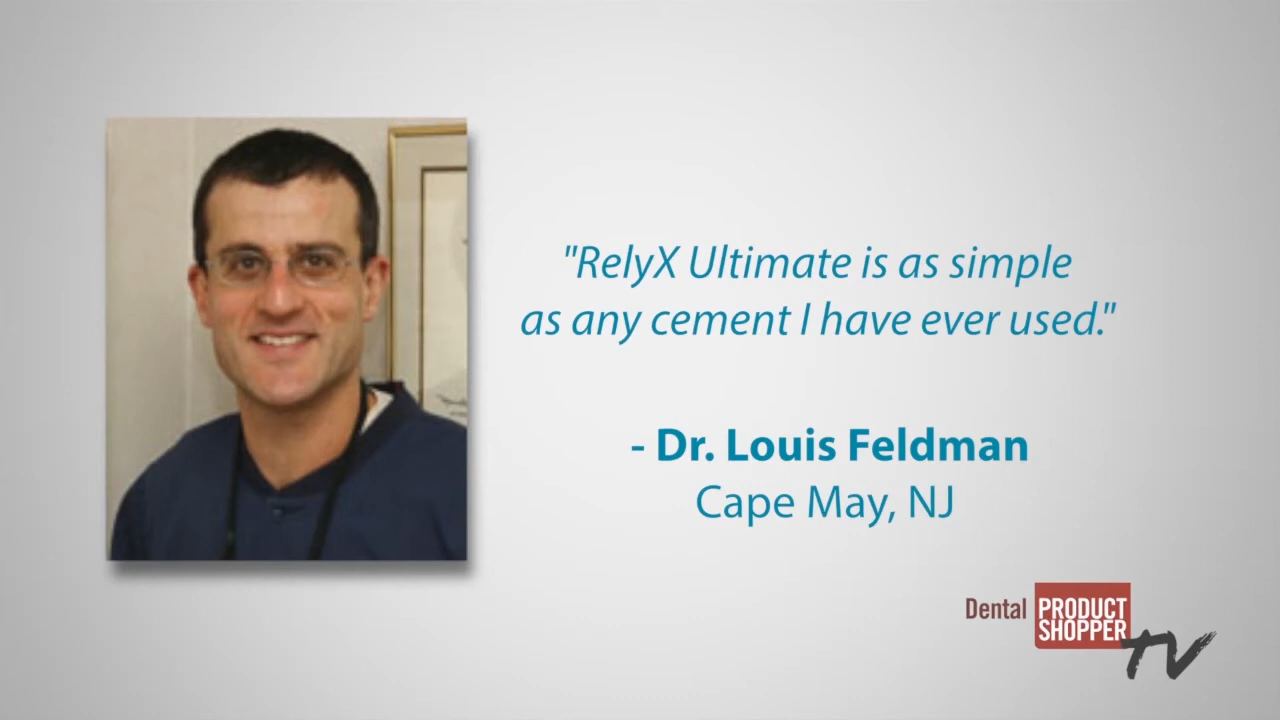 "RelyX Ultimate is as simple
as any cement I have ever used."
- Dr. Louis Feldman
Cape May, NJ
Dental PRODUCT
SHOPPER
TV